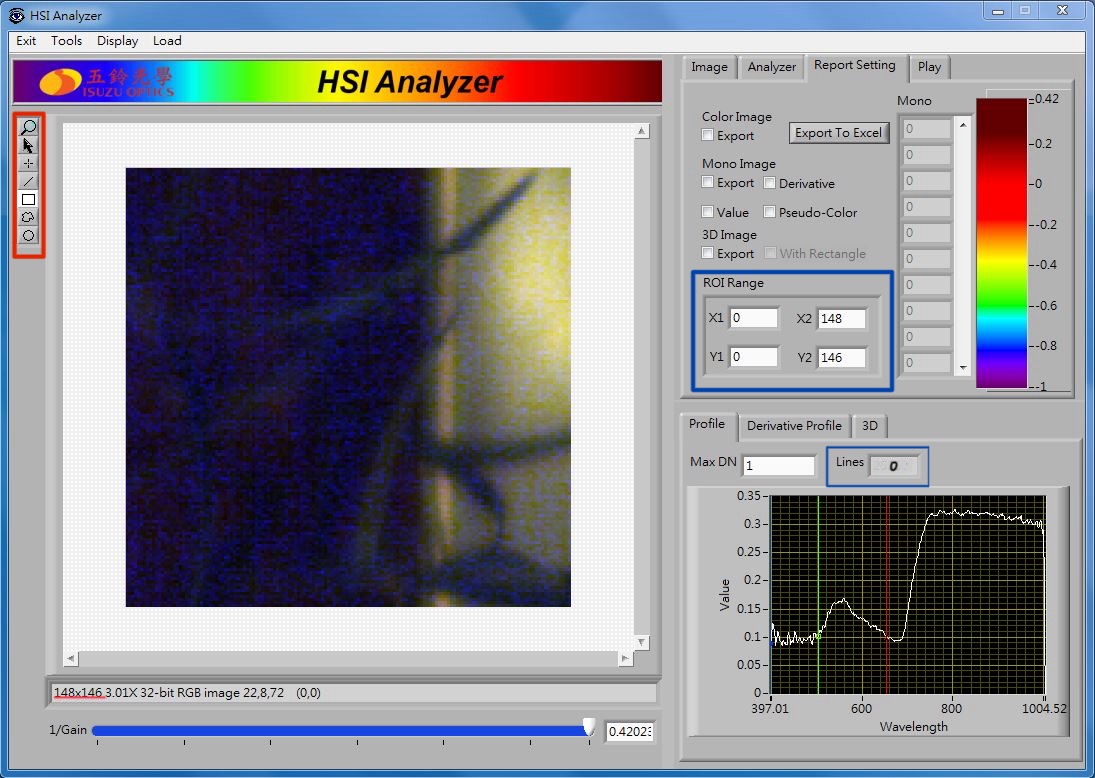 HSI Analyzer
Exit Tools Display Load
五鈴光學
ISUZU OPTICS
HSI Analyzer
Image Analyzer Report Setting Play
Color Image
Export
Export To Excel
Mono Image
Export Derivative
Value Pseudo-Color
3D Image
Export With Rectangle
ROI Range
X1 0 X2 148
Y1 0 Y2 146
Mono
0
0
0
0
0
0
0
0
0
0
0.42
-0.2
-0
-0.2
-0.4
-0.6
-0.8
-1
Profile Derivative Profile 3D
Max DN 1 Lines 0
0.35
0.3
0.25
0.2
0.15
0.1
0.05
0
Value
397.01 600 800 1004.52
Wavelength
148x146 3.01X 32-bit RGB image 22,8,72 (0,0)
1/Gain 0.42023